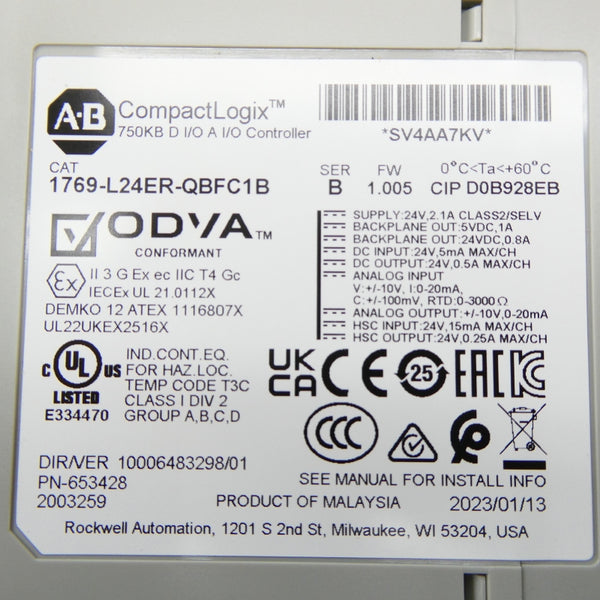 A-B CompactLogix™
750KB D I/O A I/O Controller
*SV4AA7KV*
CAT
1769-L24ER-QBFC1B
SER FW 0°C<Ta<+60°C
B 1.005 CIP D0B928EB
ODVA™
CONFORMANT
Ex II 3 G Ex ec IIC T4 Gc
IECEx UL 21.0112X
DEMKO 12 ATEX 1116807X
UL22UKEX2516X
SUPPLY:24V,2.1A CLASS2/SELV
BACKPLANE OUT:5VDC,1A
BACKPLANE OUT:24VDC,0.8A
DC INPUT:24V,5mA MAX/CH
DC OUTPUT:24V,0.5A MAX/CH
ANALOG INPUT
V:+/-10V, I:0-20mA,
C:+/-100mV, RTD:0-3000 Ω
ANALOG OUTPUT:+/-10V,0-20mA
HSC INPUT:24V,15mA MAX/CH
HSC OUTPUT:24V,0.25A MAX/CH
C UL US
LISTED
E334470
IND.CONT.EQ.
FOR HAZ.LOC.
TEMP CODE T3C
CLASS I DIV 2
GROUP A,B,C,D
UK
CA
CE
25
EAC
CCC
DIR/VER 10006483298/01
PN-653428
2003259
SEE MANUAL FOR INSTALL INFO
PRODUCT OF MALAYSIA 2023/01/13
Rockwell Automation, 1201 S 2nd St, Milwaukee, WI 53204, USA